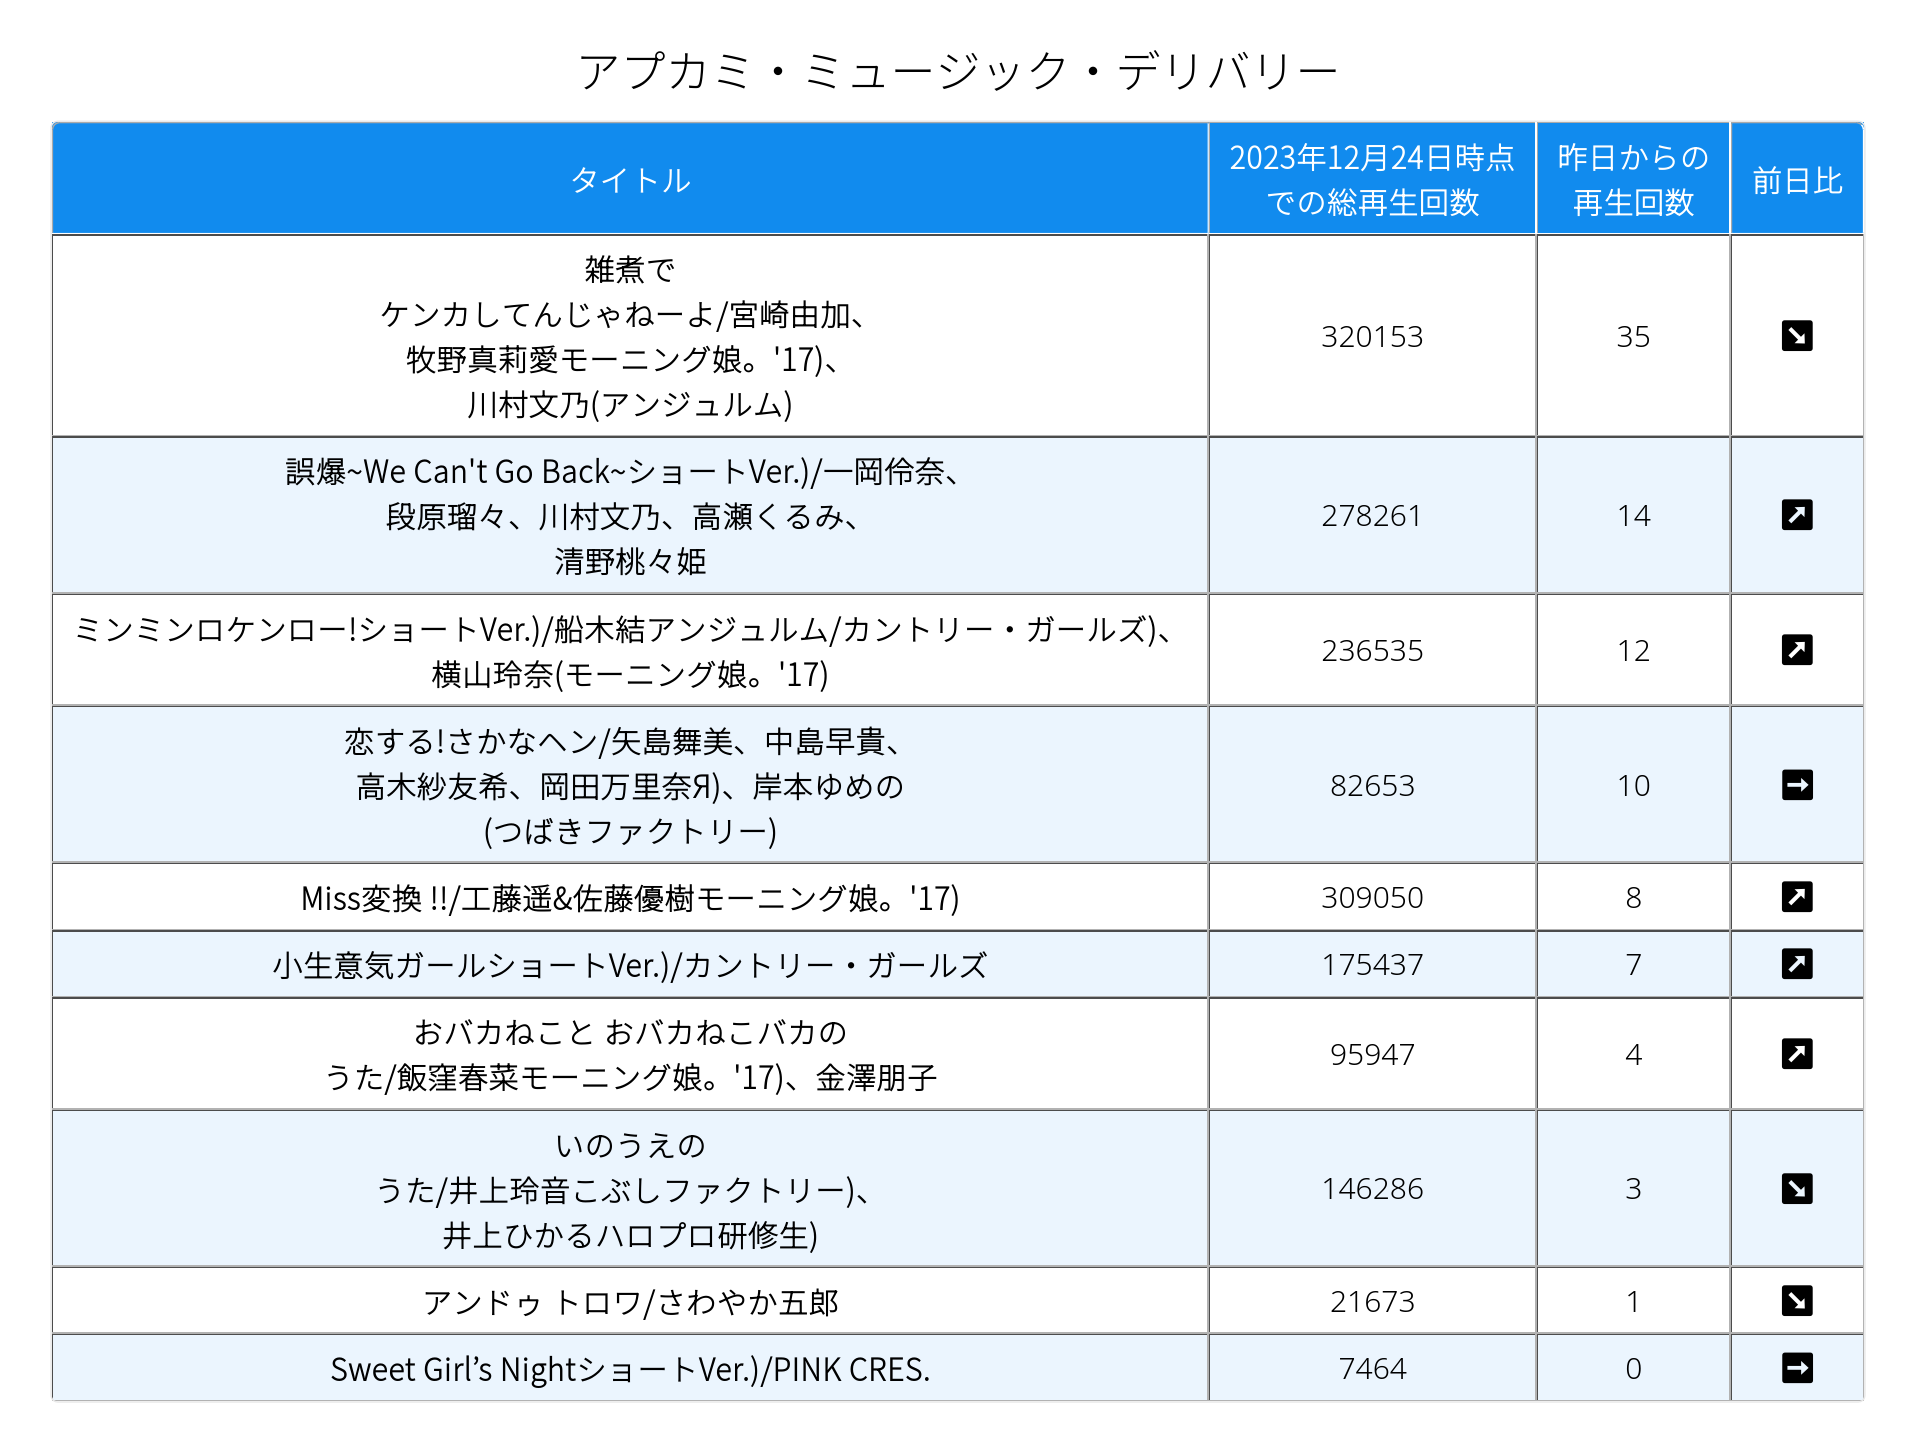 アプカミ・ミュージック・デリバリー
タイトル
2023年12月24日時点
での総再生回数
昨日からの
再生回数
前日比
雑煮で
ケンカしてんじゃねーよ/宮崎由加、
牧野真莉愛モーニング娘。'17)、
川村文乃(アンジュルム)
320153
35
誤爆~We Can't Go Back~ショートVer.)/一岡伶奈、
段原瑠々、川村文乃、高瀬くるみ、
清野桃々姫
278261
14
ミンミンロケンロー!ショートVer.)/船木結アンジュルム/カントリー・ガールズ)、
横山玲奈(モーニング娘。'17)
236535
12
恋する!さかなヘン/矢島舞美、中島早貴、
高木紗友希、岡田万里奈Я)、岸本ゆめの
(つばきファクトリー)
82653
10
Miss変換 !!/工藤遥&佐藤優樹モーニング娘。'17)
309050
8
小生意気ガールショートVer.)/カントリー・ガールズ
175437
7
おバカねこと おバカねこバカの
うた/飯窪春菜モーニング娘。'17)、金澤朋子
95947
4
いのうえの
うた/井上玲音こぶしファクトリー)、
井上ひかるハロプロ研修生)
146286
3
アンドゥ トロワ/さわやか五郎
21673
1
Sweet Girl’s NightショートVer.)/PINK CRES.
7464
0